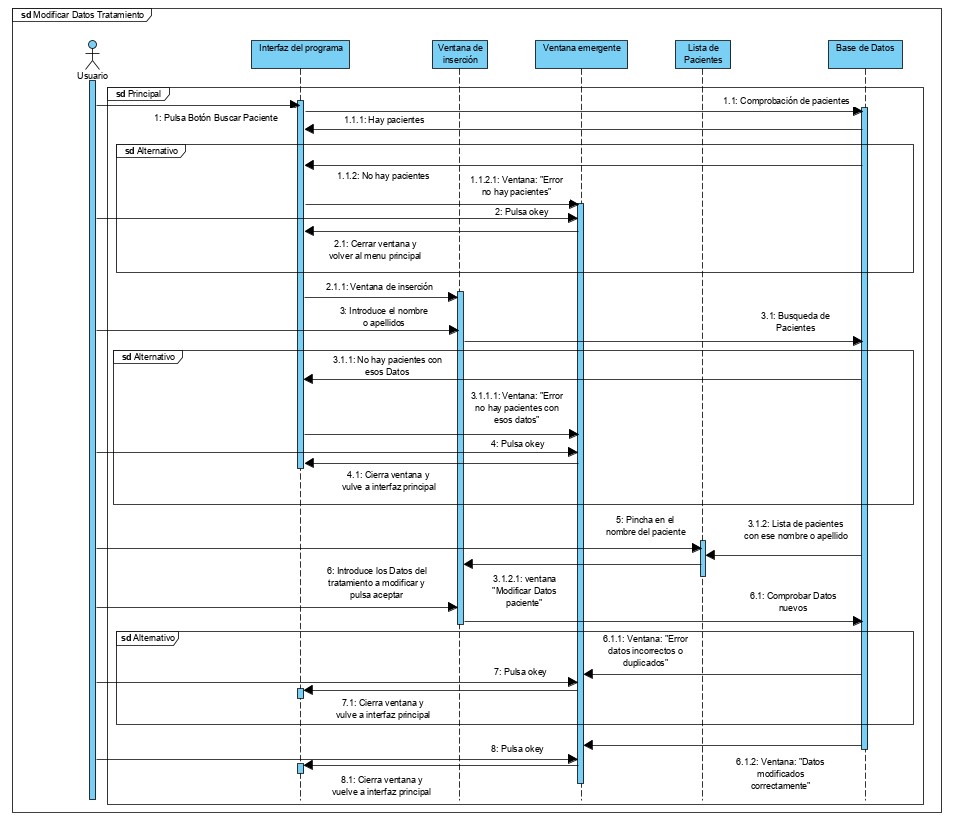 sd Modificar Datos Tratamiento
Usuario
Interfaz del programa
Ventana de
inserción
Ventana emergente
Lista de
Pacientes
Base de Datos
sd Principal
1: Pulsa Botón Buscar Paciente
1.1: Comprobación de pacientes
1.1.1: Hay pacientes
sd Alternativo
1.1.2: No hay pacientes
1.1.2.1: Ventana: "Error
no hay pacientes"
2: Pulsa okey
2.1: Cerrar ventana y
volver al menu principal
2.1.1: Ventana de inserción
3: Introduce el nombre
o apellidos
3.1: Busqueda de
Pacientes
sd Alternativo
3.1.1: No hay pacientes con
esos Datos
3.1.1.1: Ventana: "Error
no hay pacientes con
esos datos"
4: Pulsa okey
4.1: Cierra ventana y
vulve a interfaz principal
5: Pincha en el
nombre del paciente
3.1.2: Lista de pacientes
con ese nombre o apellido
6: Introduce los Datos del
tratamiento a modificar y
pulsa aceptar
3.1.2.1: ventana
"Modificar Datos
paciente"
6.1: Comprobar Datos
nuevos
sd Alternativo
6.1.1: Ventana: "Error
datos incorrectos o
duplicados"
7: Pulsa okey
7.1: Cierra ventana y
vulve a interfaz principal
8: Pulsa okey
6.1.2: Ventana: "Datos
modificados
correctamente"
8.1: Cierra ventana y
vuelve a interfaz principal